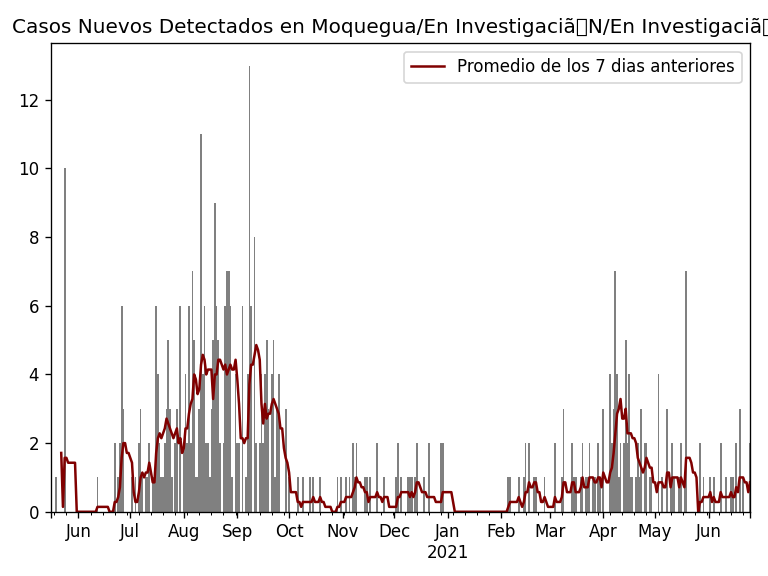 Casos Nuevos Detectados en Moquegua/En Investigaciã▯N/En Investigaciã▯
Promedio de los 7 dias anteriores
12
10
8
6
4
2
0
Jun Jul Aug Sep Oct Nov Dec Jan Feb Mar Apr May Jun
2021